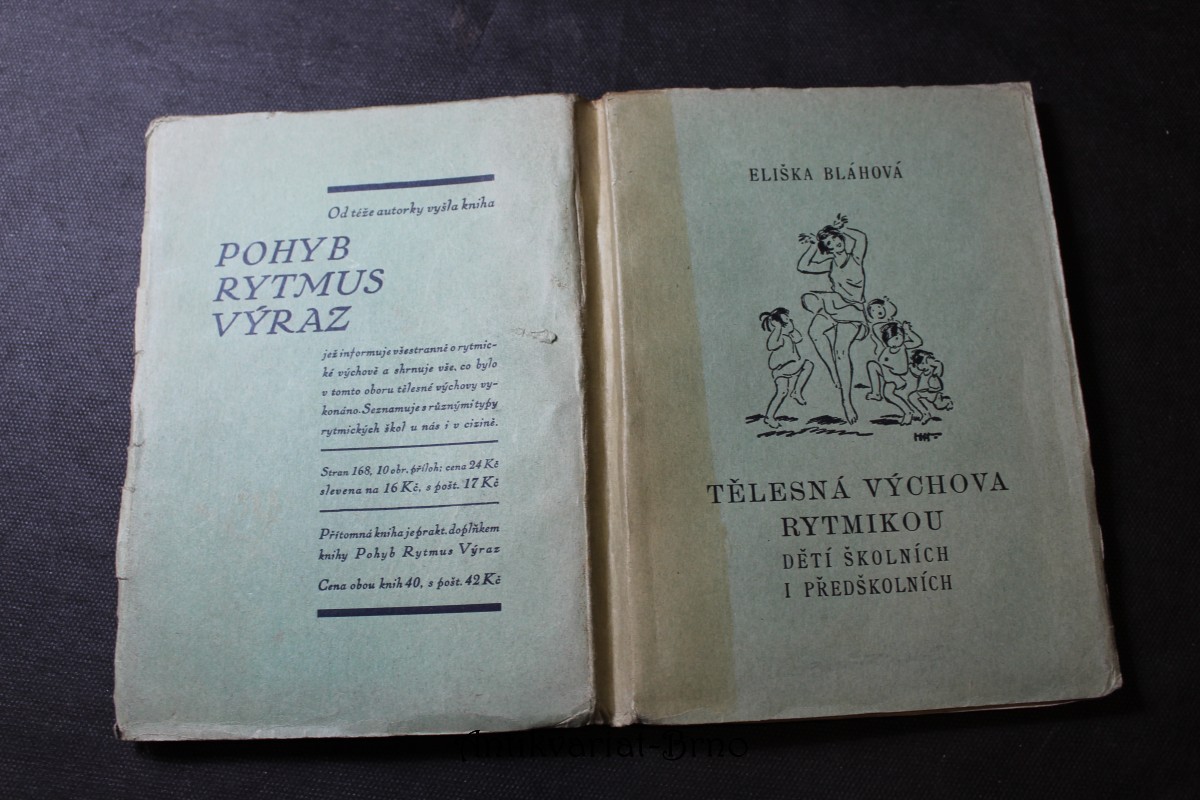 Od téže autorky vyšla kniha
POHYB
RYTMUS
VÝRAZ
jež informuje všestranně o rytmic-
ké výchově a shrnuje vše, co bylo
v tomto oboru tělesné výchovy vy-
konáno. Seznamuje s různými typy
rytmických škol u nás i v cizině.
Stran 168, 10 obr. příloh; cena 24 Kč
slevena na 16 Kč, s pošt. 17 Kč
Přítomná kniha je prakt. doplňkem
knihy Pohyb Rytmus Výraz
Cena obou knih 40, s pošt. 42 Kč
ELIŠKA BLÁHOVÁ
TĚLESNÁ VÝCHOVA
RYTMIKOU
DĚTÍ ŠKOLNÍCH
I PŘEDŠKOLNÍCH
Antikvariat-Brno